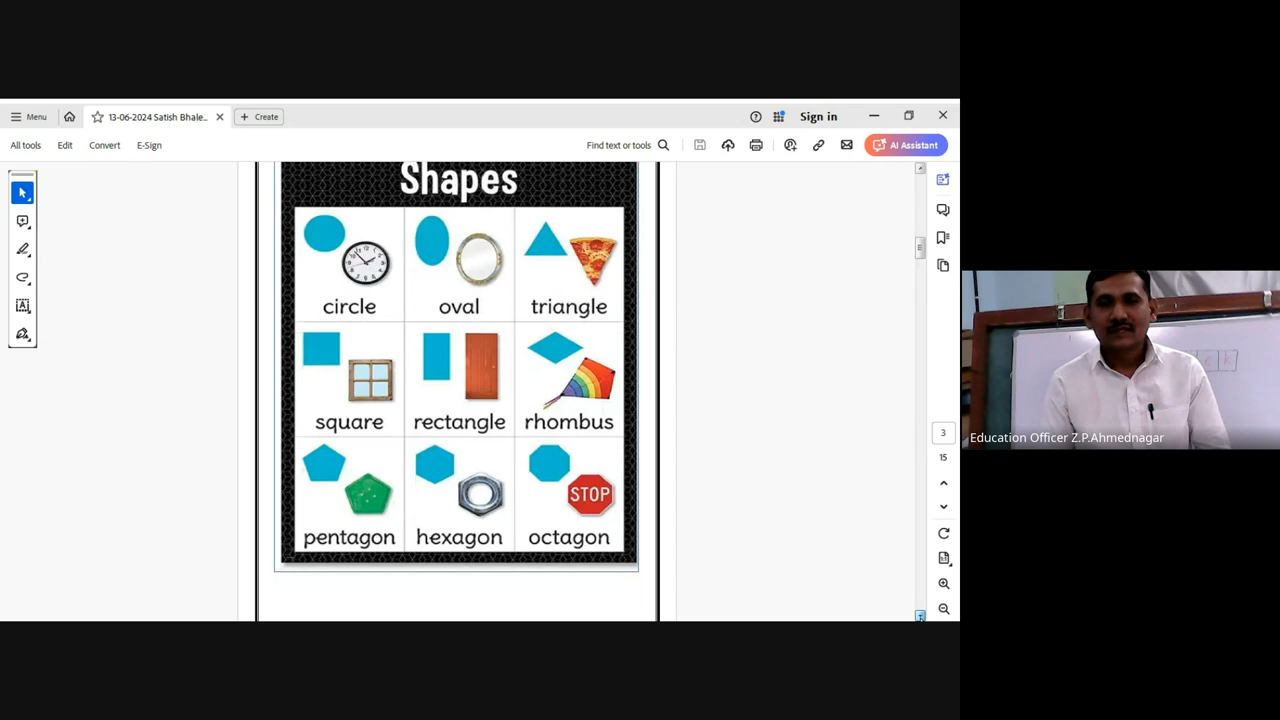 Menu
13-06-2024 Satish Bhale...
Create
Sign in
All tools
Edit
Convert
E-Sign
Find text or tools
AI Assistant
Shapes
circle
oval
triangle
square
rectangle
rhombus
STOP
pentagon
hexagon
octagon
3
15
Education Officer Z.P.Ahmednagar